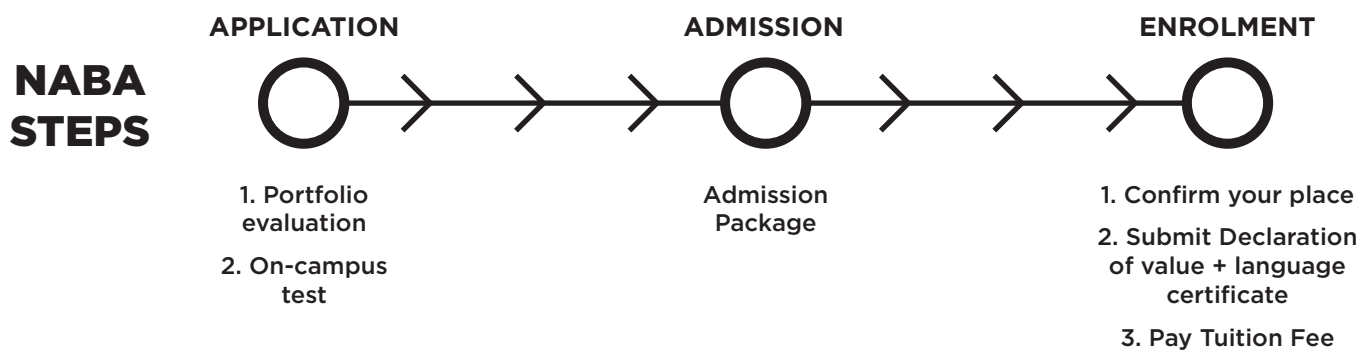 NABA
STEPS
APPLICATION
1. Portfolio
evaluation
2. On-campus
test
ADMISSION
Admission
Package
ENROLMENT
1. Confirm your place
2. Submit Declaration
of value + language
certificate
3. Pay Tuition Fee